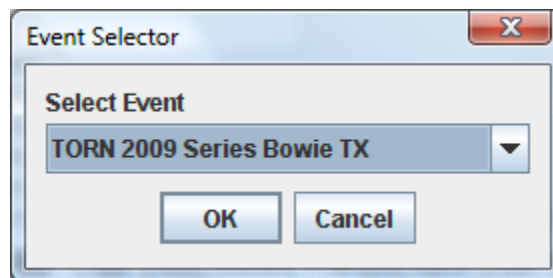 Event Selector
Select Event
TORN 2009 Series Bowie TX
OK Cancel